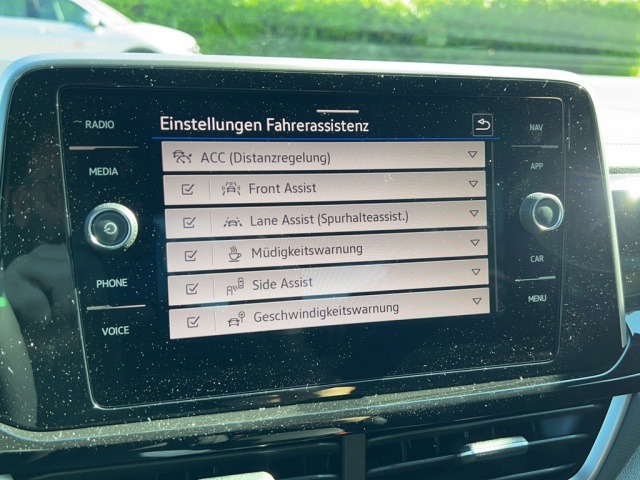 Einstellungen Fahrerassistenz
RADIO
MEDIA
PHONE
VOICE
ACC (Distanzregelung)
Front Assist
Lane Assist (Spurhalteassist.)
Müdigkeitswarnung
Side Assist
Geschwindigkeitswarnung
NAV
APP
CAR
MENU